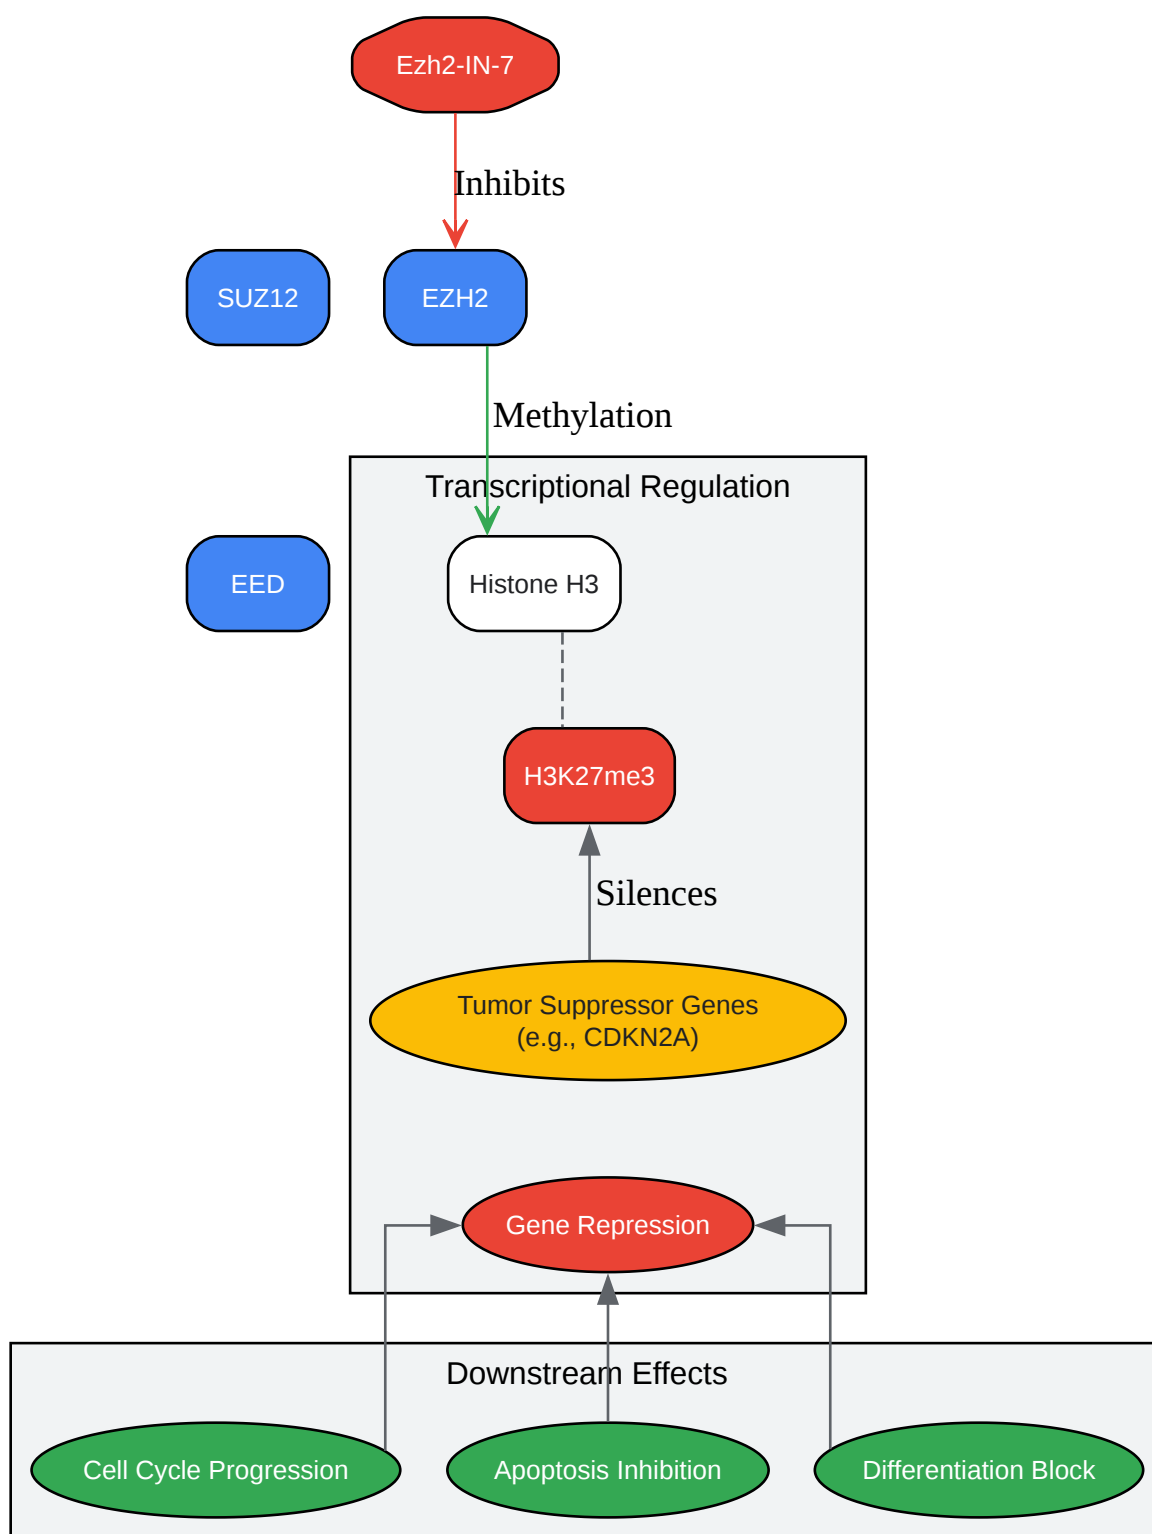 Ezh2-IN-7
Inhibits
SUZ12
EZH2
Methylation
Transcriptional Regulation
EED
Histone H3
H3K27me3
Silences
Tumor Suppressor Genes
(e.g., CDKN2A)
Gene Repression
Downstream Effects
Cell Cycle Progression
Apoptosis Inhibition
Differentiation Block